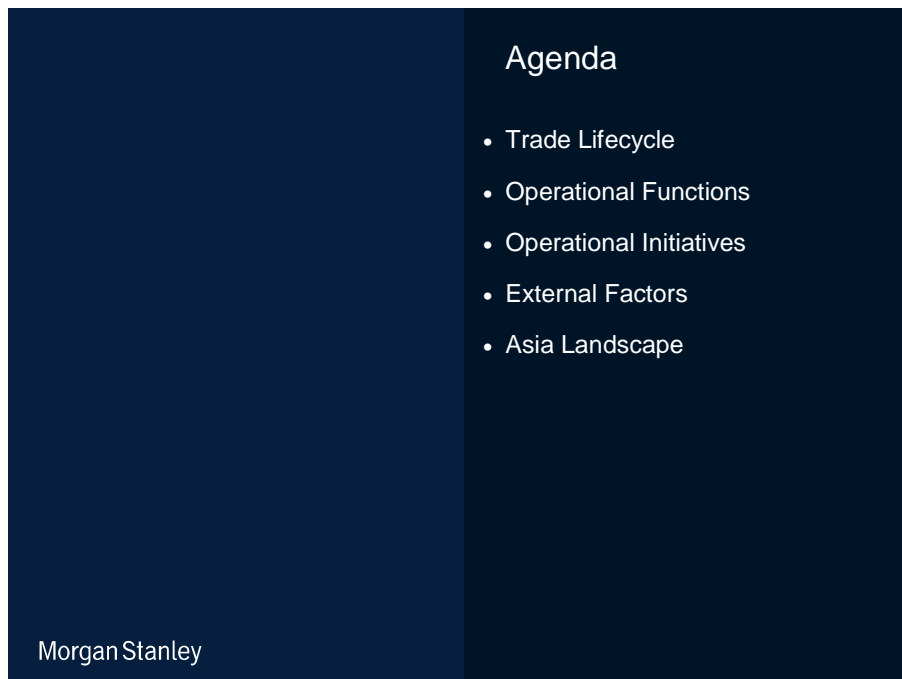 Agenda
• Trade Lifecycle
• Operational Functions
• Operational Initiatives
• External Factors
• Asia Landscape
Morgan Stanley